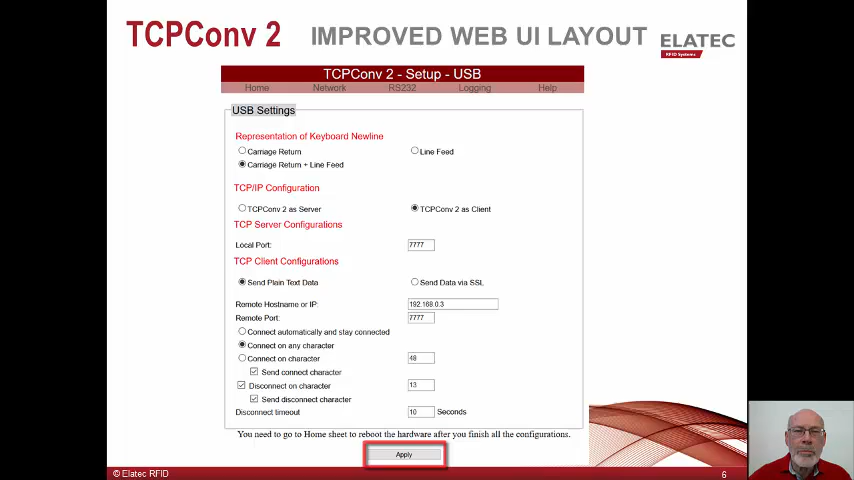 TCPConv 2 IMPROVED WEB UI LAYOUT
ELATEC
RFID Systems
TCPConv 2 - Setup - USB
Home Network RS232 Logging Help
USB Settings
Representation of Keyboard Newline
Carriage Return Line Feed
Carriage Return + Line Feed
TCP/IP Configuration
TCPConv 2 as Server TCPConv 2 as Client
TCP Server Configurations
Local Port: 7777
TCP Client Configurations
Send Plain Text Data Send Data via SSL
Remote Hostname or IP: 192.168.0.3
Remote Port: 7777
Connect automatically and stay connected
Connect on any character
Connect on character 48
Send connect character
Disconnect on character 13
Send disconnect character
Disconnect timeout 10 Seconds
You need to go to Home sheet to reboot the hardware after you finish all the configurations.
Apply
© Elatec RFID 6